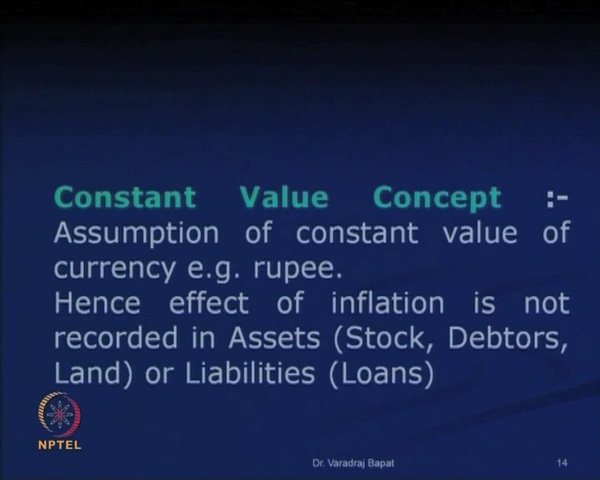 Constant Value Concept :-
Assumption of constant value of
currency e.g. rupee.
Hence effect of inflation is not
recorded in Assets (Stock, Debtors,
Land) or Liabilities (Loans)
NPTEL
Dr. Varadraj Bapat
14